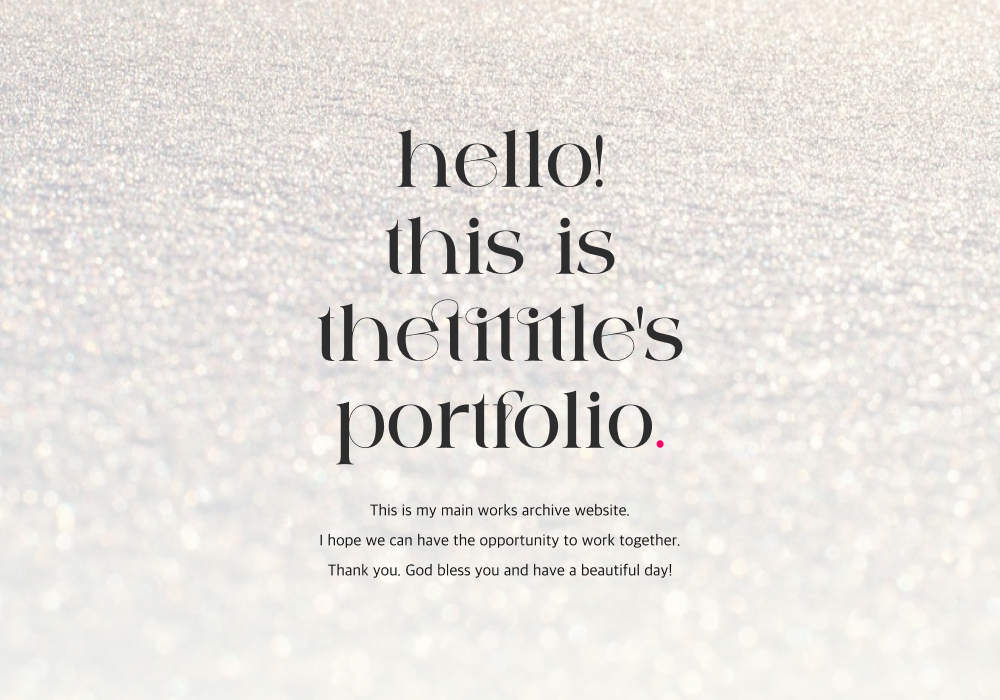 hello!
this is
thetititle's
portfolio.
This is my main works archive website.
I hope we can have the opportunity to work together.
Thank you. God bless you and have a beautiful day!